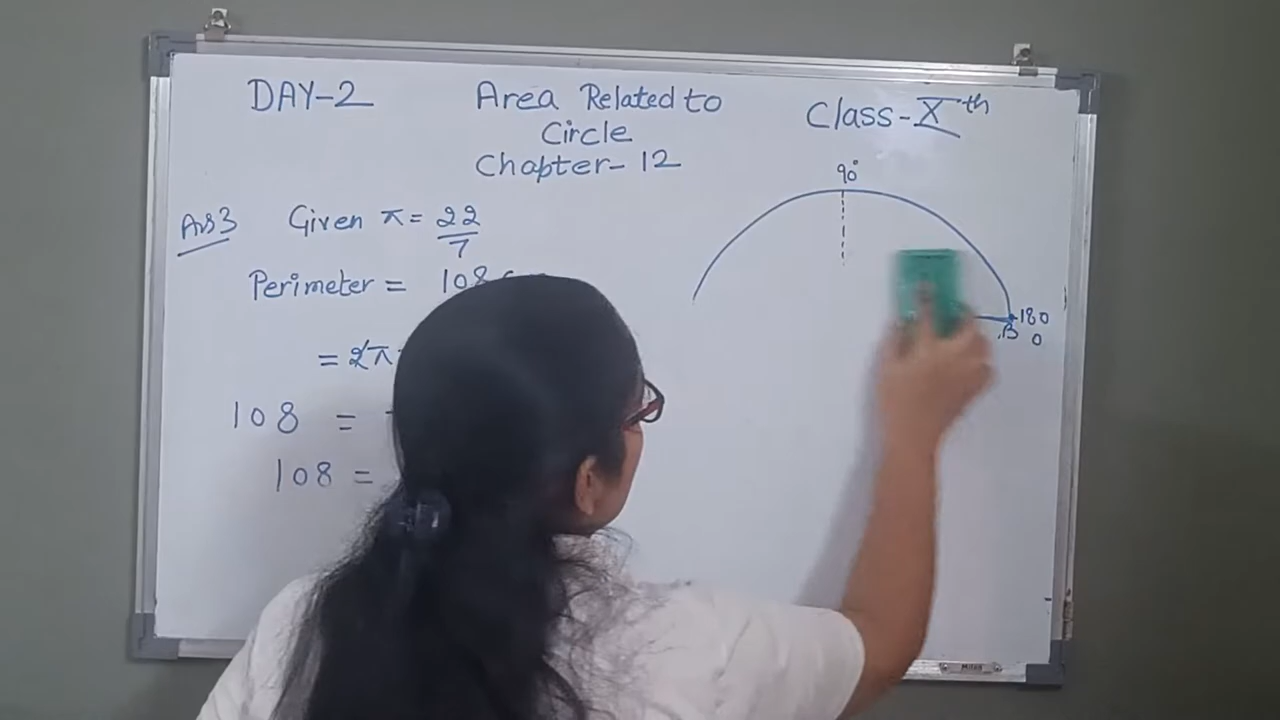 DAY-2
Area Related to
Circle
Chapter-12
Class-Xth
Ans3 Given π = 22/7
Perimeter = 108
= 2π
108 =
108 =
90°
180
B 0